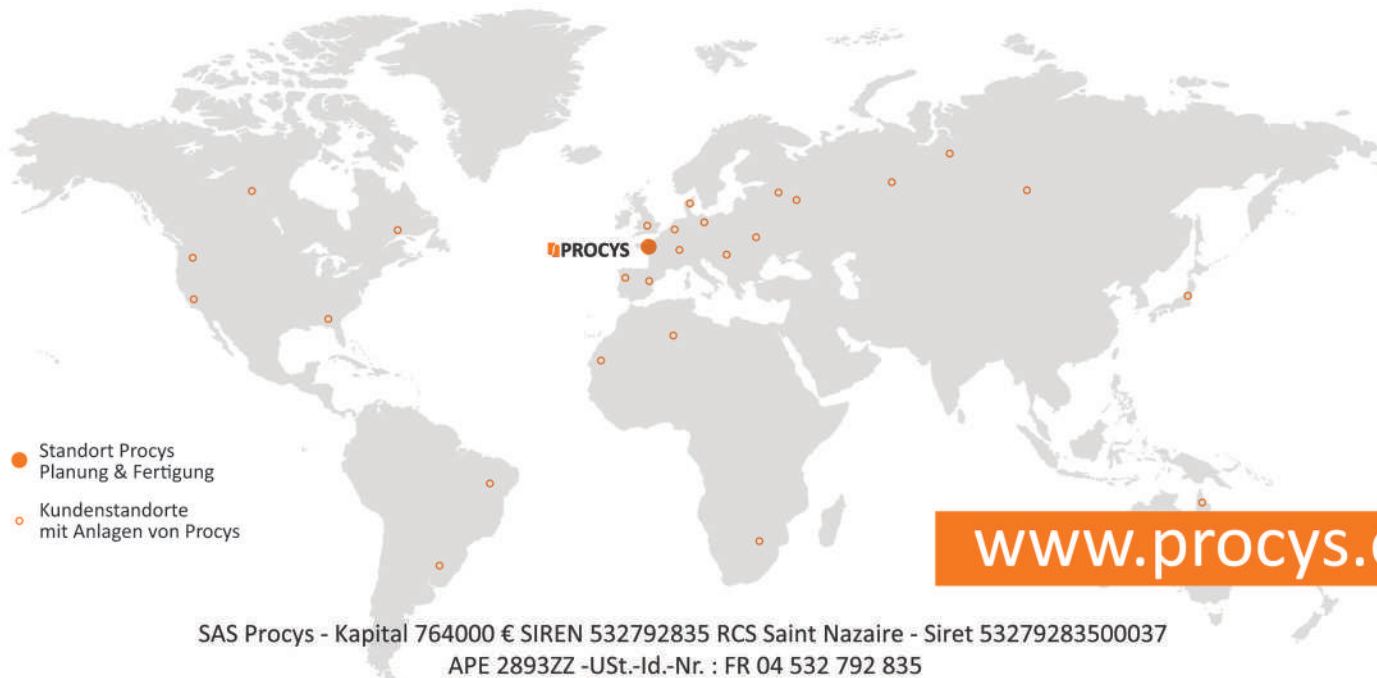 PROCYS
Standort Procys
Planung & Fertigung
Kundenstandorte
mit Anlagen von Procys
www.procys.
SAS Procys - Kapital 764000 € SIREN 532792835 RCS Saint Nazaire - Siret 53279283500037
APE 2893ZZ -USt.-Id.-Nr. : FR 04 532 792 835